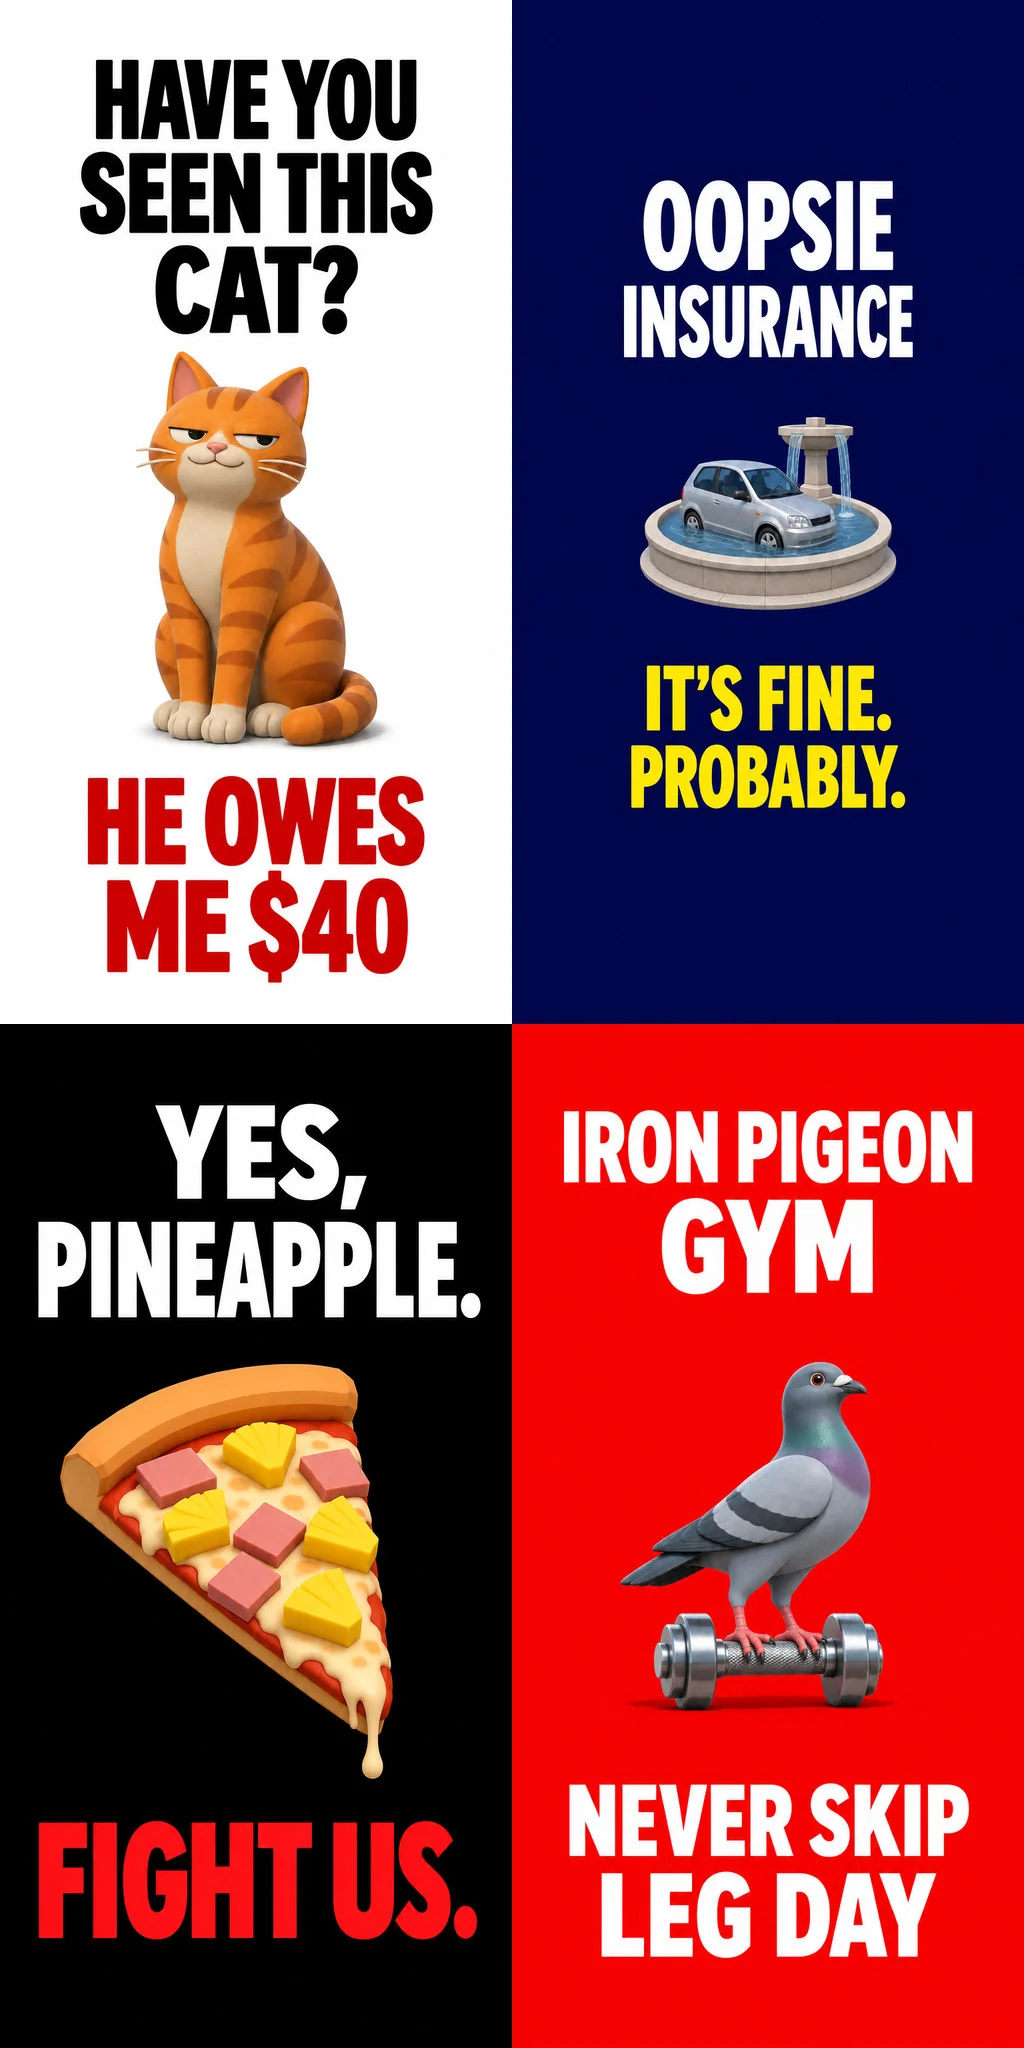 HAVE YOU
SEEN THIS
CAT?
HE OWES
ME $40
OOPSIE
INSURANCE
IT'S FINE.
PROBABLY.
YES,
PINEAPPLE.
FIGHT US.
IRON PIGEON
GYM
NEVER SKIP
LEG DAY